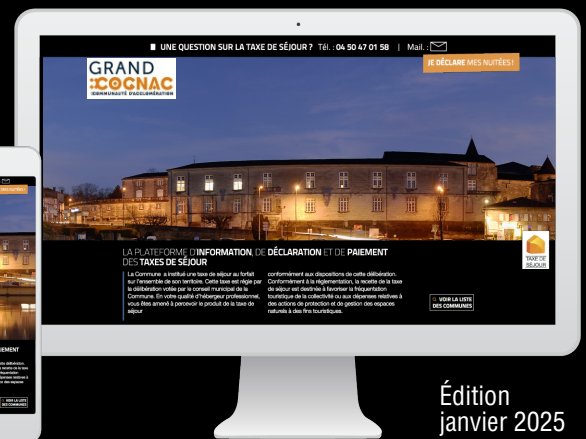 UNE QUESTION SUR LA TAXE DE SÉJOUR ? Tél. : 04 50 47 01 58 | Mail. :
JE DÉCLARE MES NUITÉES !
GRAND
COGNAC
COMMUNAUTÉ D'AGGLOMÉRATION
TAXE DE
SÉJOUR
LA PLATEFORME D'INFORMATION, DE DÉCLARATION ET DE PAIEMENT
DES TAXES DE SÉJOUR
La Commune a institué une taxe de séjour au forfait
sur l'ensemble de son territoire. Cette taxe est régie par
la délibération votée par le conseil municipal de la
Commune. En votre qualité d'hébergeur professionnel,
vous êtes amené à percevoir le produit de la taxe de
séjour
conformément aux dispositions de cette délibération.
Conformément à la réglementation, la recette de la taxe
de séjour est destinée à favoriser la fréquentation
touristique de la collectivité ou aux dépenses relatives à
des actions de protection et de gestion des espaces
naturels à des fins touristiques.
VOIR LA LISTE
DES COMMUNES
IEMENT
VOIR LA LISTE
DES COMMUNES
Édition
janvier 2025